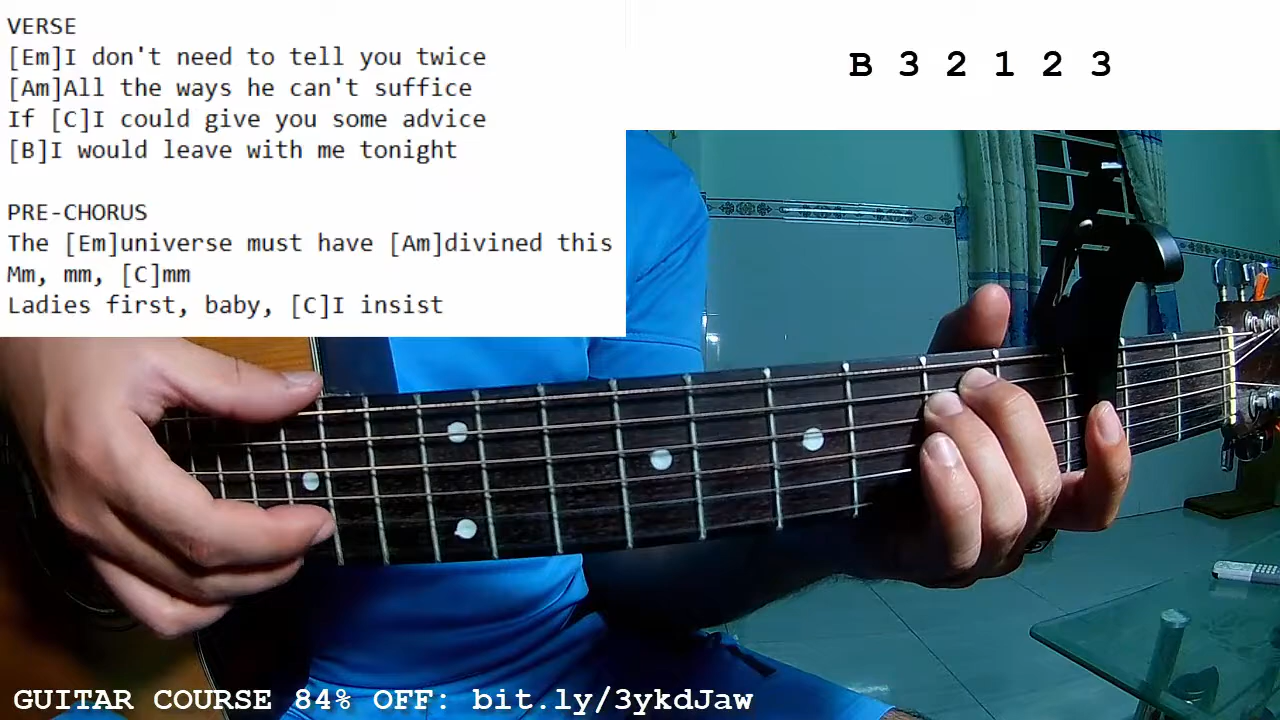 VERSE
[Em]I don't need to tell you twice
[Am]All the ways he can't suffice
If [C]I could give you some advice
[B]I would leave with me tonight
PRE-CHORUS
The [Em]universe must have [Am]divined this
Mm, mm, [C]mm
Ladies first, baby, [C]I insist
B 3 2 1 2 3
GUITAR COURSE 84% OFF: bit.ly/3ykdJaw